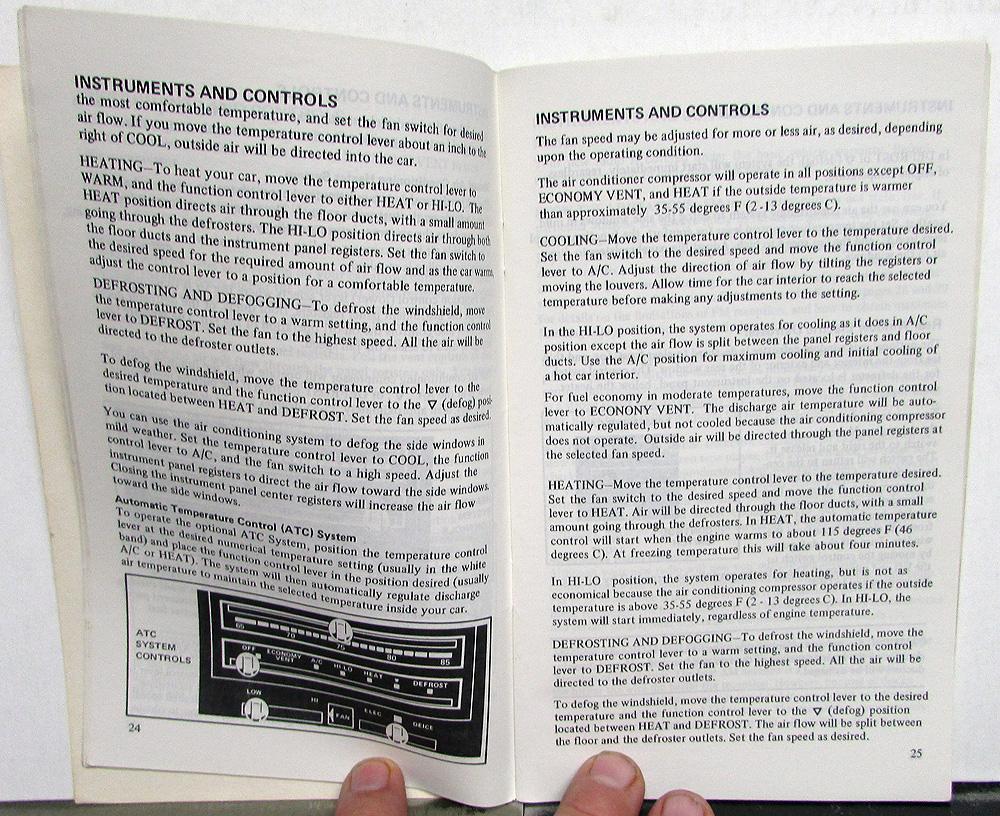 INSTRUMENTS AND CONTROLS
the most comfortable temperature, and set the fan switch for desired
air flow. If you move the temperature control lever about an inch to the
right of COOL, outside air will be directed into the car.
HEATING—To heat your car, move the temperature control lever to
WARM, and the function control lever to either HEAT or HI-LO. The
HEAT position directs air through the floor ducts, with a small amount
going through the defrosters. The HI-LO position directs air through both
the floor ducts and the instrument panel registers. Set the fan switch to
the desired speed for the required amount of air flow and as the car warms,
adjust the control lever to a position for a comfortable temperature.
DEFROSTING AND DEFOGGING—To defrost the windshield, move
the temperature control lever to a warm setting, and the function control
lever to DEFROST. Set the fan to the highest speed. All the air will be
directed to the defroster outlets.
To defog the windshield, move the temperature control lever to the
desired temperature and the function control lever to the ▽ (defog) posi-
tion located between HEAT and DEFROST. Set the fan speed as desired.
You can use the air conditioning system to defog the side windows in
mild weather. Set the temperature control lever to COOL, the function
control lever to A/C, and the fan switch to a high speed. Adjust the
instrument panel registers to direct the air flow toward the side windows.
Closing the instrument panel center registers will increase the air flow
toward the side windows.
Automatic Temperature Control (ATC) System
To operate the optional ATC System, position the temperature control
lever at the desired numerical temperature setting (usually in the white
band) and place the function control lever in the position desired (usually
A/C or HEAT). The system will then automatically regulate discharge
air temperature to maintain the selected temperature inside your car.
ATC
SYSTEM
CONTROLS
65 70 75 80 85
OFF ECONOMY VENT A/C HI-LO HEAT ▼ DEFROST
LOW HI FAN ELEC DEICE
24
INSTRUMENTS AND CONTROLS
The fan speed may be adjusted for more or less air, as desired, depending
upon the operating condition.
The air conditioner compressor will operate in all positions except OFF,
ECONOMY VENT, and HEAT if the outside temperature is warmer
than approximately 35-55 degrees F (2-13 degrees C).
COOLING—Move the temperature control lever to the temperature desired.
Set the fan switch to the desired speed and move the function control
lever to A/C. Adjust the direction of air flow by tilting the registers or
moving the louvers. Allow time for the car interior to reach the selected
temperature before making any adjustments to the setting.
In the HI-LO position, the system operates for cooling as it does in A/C
position except the air flow is split between the panel registers and floor
ducts. Use the A/C position for maximum cooling and initial cooling of
a hot car interior.
For fuel economy in moderate temperatures, move the function control
lever to ECONONY VENT. The discharge air temperature will be auto-
matically regulated, but not cooled because the air conditioning compressor
does not operate. Outside air will be directed through the panel registers at
the selected fan speed.
HEATING—Move the temperature control lever to the temperature desired.
Set the fan switch to the desired speed and move the function control
lever to HEAT. Air will be directed through the floor ducts, with a small
amount going through the defrosters. In HEAT, the automatic temperature
control will start when the engine warms to about 115 degrees F (46
degrees C). At freezing temperature this will take about four minutes.
In HI-LO position, the system operates for heating, but is not as
economical because the air conditioning compressor operates if the outside
temperature is above 35-55 degrees F (2 - 13 degrees C). In HI-LO, the
system will start immediately, regardless of engine temperature.
DEFROSTING AND DEFOGGING—To defrost the windshield, move the
temperature control lever to a warm setting, and the function control
lever to DEFROST. Set the fan to the highest speed. All the air will be
directed to the defroster outlets.
To defog the windshield, move the temperature control lever to the desired
temperature and the function control lever to the ▽ (defog) position
located between HEAT and DEFROST. The air flow will be split between
the floor and the defroster outlets. Set the fan speed as desired.
25